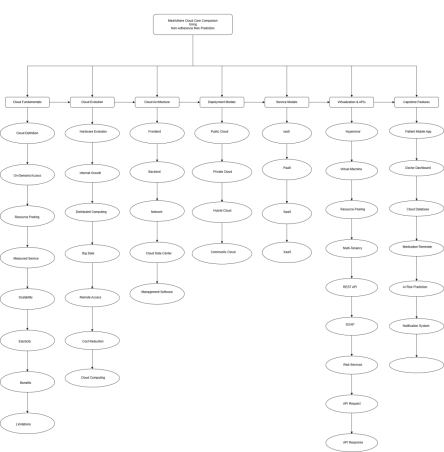 MediAdhera Cloud Care Companion
Using
Non-adherence Risk Prediction
Cloud Fundamentals
Cloud Evolution
Cloud Architecture
Deployment Models
Service Models
Virtualization & APIs
Capstone Features
Cloud Definition
Hardware Evolution
Frontend
Public Cloud
IaaS
Hypervisor
Patient Mobile App
On-Demand Access
Internet Growth
Backend
Private Cloud
PaaS
Virtual Machine
Doctor Dashboard
Resource Pooling
Distributed Computing
Network
Hybrid Cloud
SaaS
Resource Pooling
Cloud Database
Measured Service
Big Data
Cloud Data Center
Community Cloud
XaaS
Multi-Tenancy
Medication Reminder
Scalability
Remote Access
Management Software
REST API
AI Risk Prediction
Elasticity
Cost Reduction
SOAP
Notification System
Benefits
Cloud Computing
Web Services
Limitations
API Request
API Response